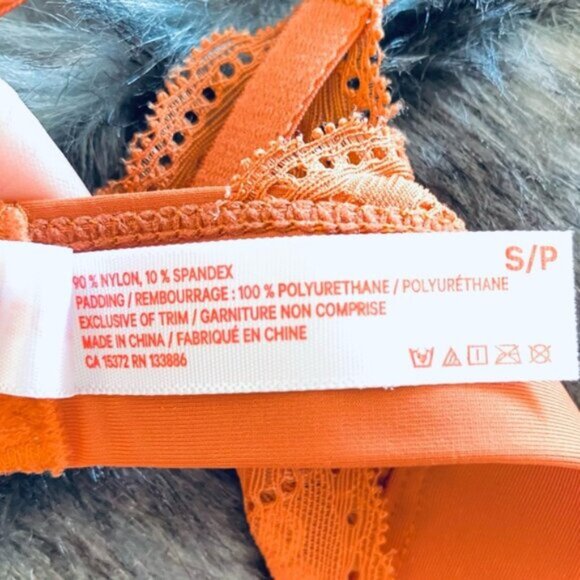 S/P
90 % NYLON, 10 % SPANDEX
PADDING / REMBOURRAGE : 100 % POLYURETHANE / POLYURÉTHANE
EXCLUSIVE OF TRIM / GARNITURE NON COMPRISE
MADE IN CHINA / FABRIQUÉ EN CHINE
CA 15372 RN 133886